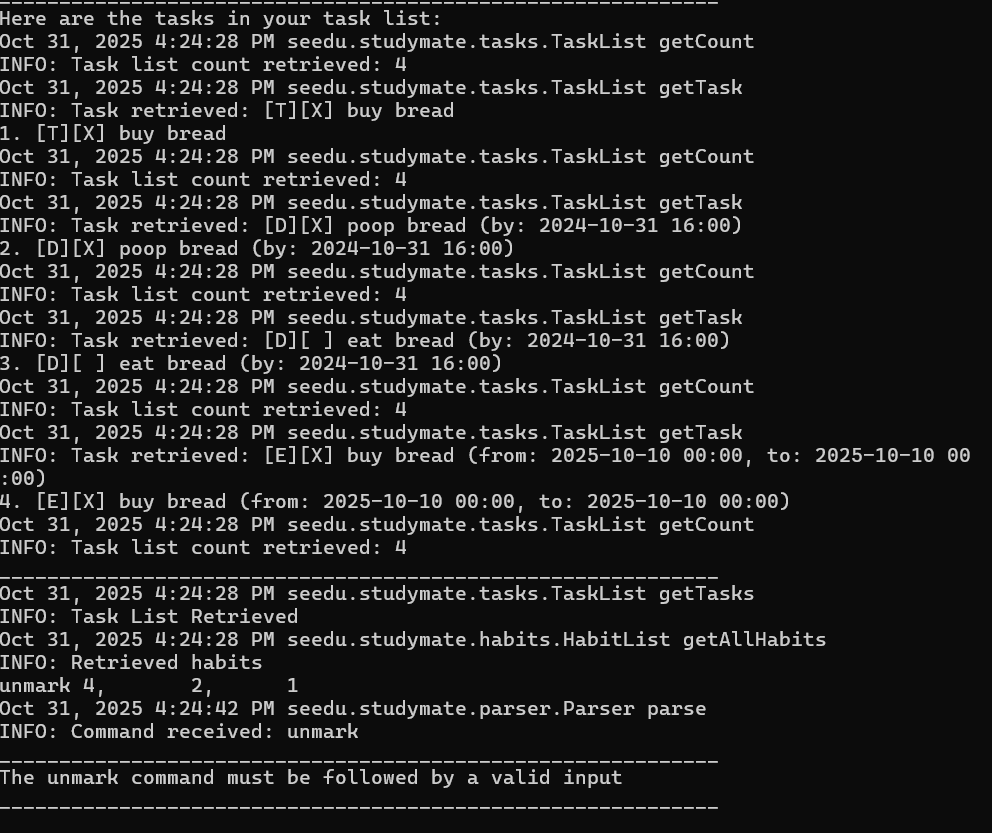 ____________________________________________________________
Here are the tasks in your task list:
Oct 31, 2025 4:24:28 PM seedu.studymate.tasks.TaskList getCount
INFO: Task list count retrieved: 4
Oct 31, 2025 4:24:28 PM seedu.studymate.tasks.TaskList getTask
INFO: Task retrieved: [T][X] buy bread
1. [T][X] buy bread
Oct 31, 2025 4:24:28 PM seedu.studymate.tasks.TaskList getCount
INFO: Task list count retrieved: 4
Oct 31, 2025 4:24:28 PM seedu.studymate.tasks.TaskList getTask
INFO: Task retrieved: [D][X] poop bread (by: 2024-10-31 16:00)
2. [D][X] poop bread (by: 2024-10-31 16:00)
Oct 31, 2025 4:24:28 PM seedu.studymate.tasks.TaskList getCount
INFO: Task list count retrieved: 4
Oct 31, 2025 4:24:28 PM seedu.studymate.tasks.TaskList getTask
INFO: Task retrieved: [D][ ] eat bread (by: 2024-10-31 16:00)
3. [D][ ] eat bread (by: 2024-10-31 16:00)
Oct 31, 2025 4:24:28 PM seedu.studymate.tasks.TaskList getCount
INFO: Task list count retrieved: 4
Oct 31, 2025 4:24:28 PM seedu.studymate.tasks.TaskList getTask
INFO: Task retrieved: [E][X] buy bread (from: 2025-10-10 00:00, to: 2025-10-10 00
:00)
4. [E][X] buy bread (from: 2025-10-10 00:00, to: 2025-10-10 00:00)
Oct 31, 2025 4:24:28 PM seedu.studymate.tasks.TaskList getCount
INFO: Task list count retrieved: 4
____________________________________________________________
Oct 31, 2025 4:24:28 PM seedu.studymate.tasks.TaskList getTasks
INFO: Task List Retrieved
Oct 31, 2025 4:24:28 PM seedu.studymate.habits.HabitList getAllHabits
INFO: Retrieved habits
unmark 4,       2,      1
Oct 31, 2025 4:24:42 PM seedu.studymate.parser.Parser parse
INFO: Command received: unmark
____________________________________________________________
The unmark command must be followed by a valid input
____________________________________________________________